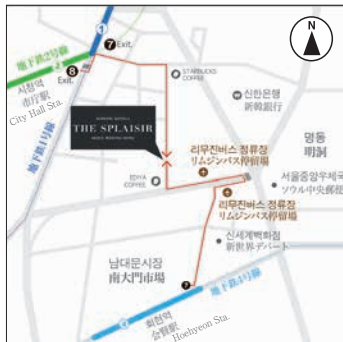 N
1
7 Exit.
地下鉄2号線
8 Exit.
시청역
市庁駅
City Hall Sta.
地下鉄1号線
STARBUCKS
COFFEE
신한은행
新韓銀行
THE SPLAISIR
명동
明洞
리무진버스 정류장
リムジンバス停留場
EDIYA
COFFEE
서울중앙우체국
ソウル中央郵便
리무진버스 정류장
リムジンバス停留場
신세계백화점
新世界デパート
남대문시장
南大門市場
7
地下鉄4号線
회현역
会賢駅
Hoehyeon Sta.